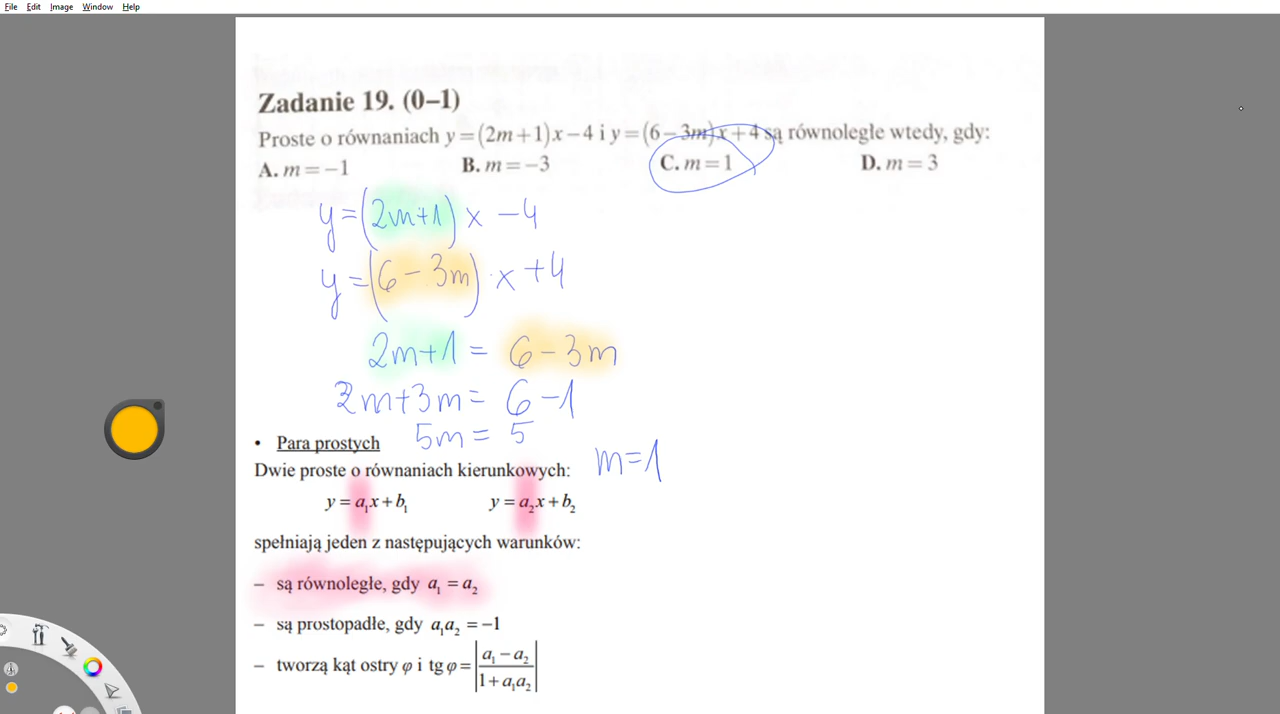 File Edit Image Window Help
Zadanie 19. (0–1)
Proste o równaniach y = (2m + 1)x − 4 i y = (6 − 3m)x + 4 są równoległe wtedy, gdy:
A. m = −1 B. m = −3 C. m = 1 D. m = 3
y = (2m+1) x − 4
y = (6 − 3m) · x + 4
2m+1 = 6 − 3m
2m+3m = 6 − 1
5m = 5
m = 1
• Para prostych
Dwie proste o równaniach kierunkowych:
y = a₁x + b₁ y = a₂x + b₂
spełniają jeden z następujących warunków:
– są równoległe, gdy a₁ = a₂
– są prostopadłe, gdy a₁a₂ = −1
– tworzą kąt ostry φ i tg φ = |(a₁ − a₂)/(1 + a₁a₂)|